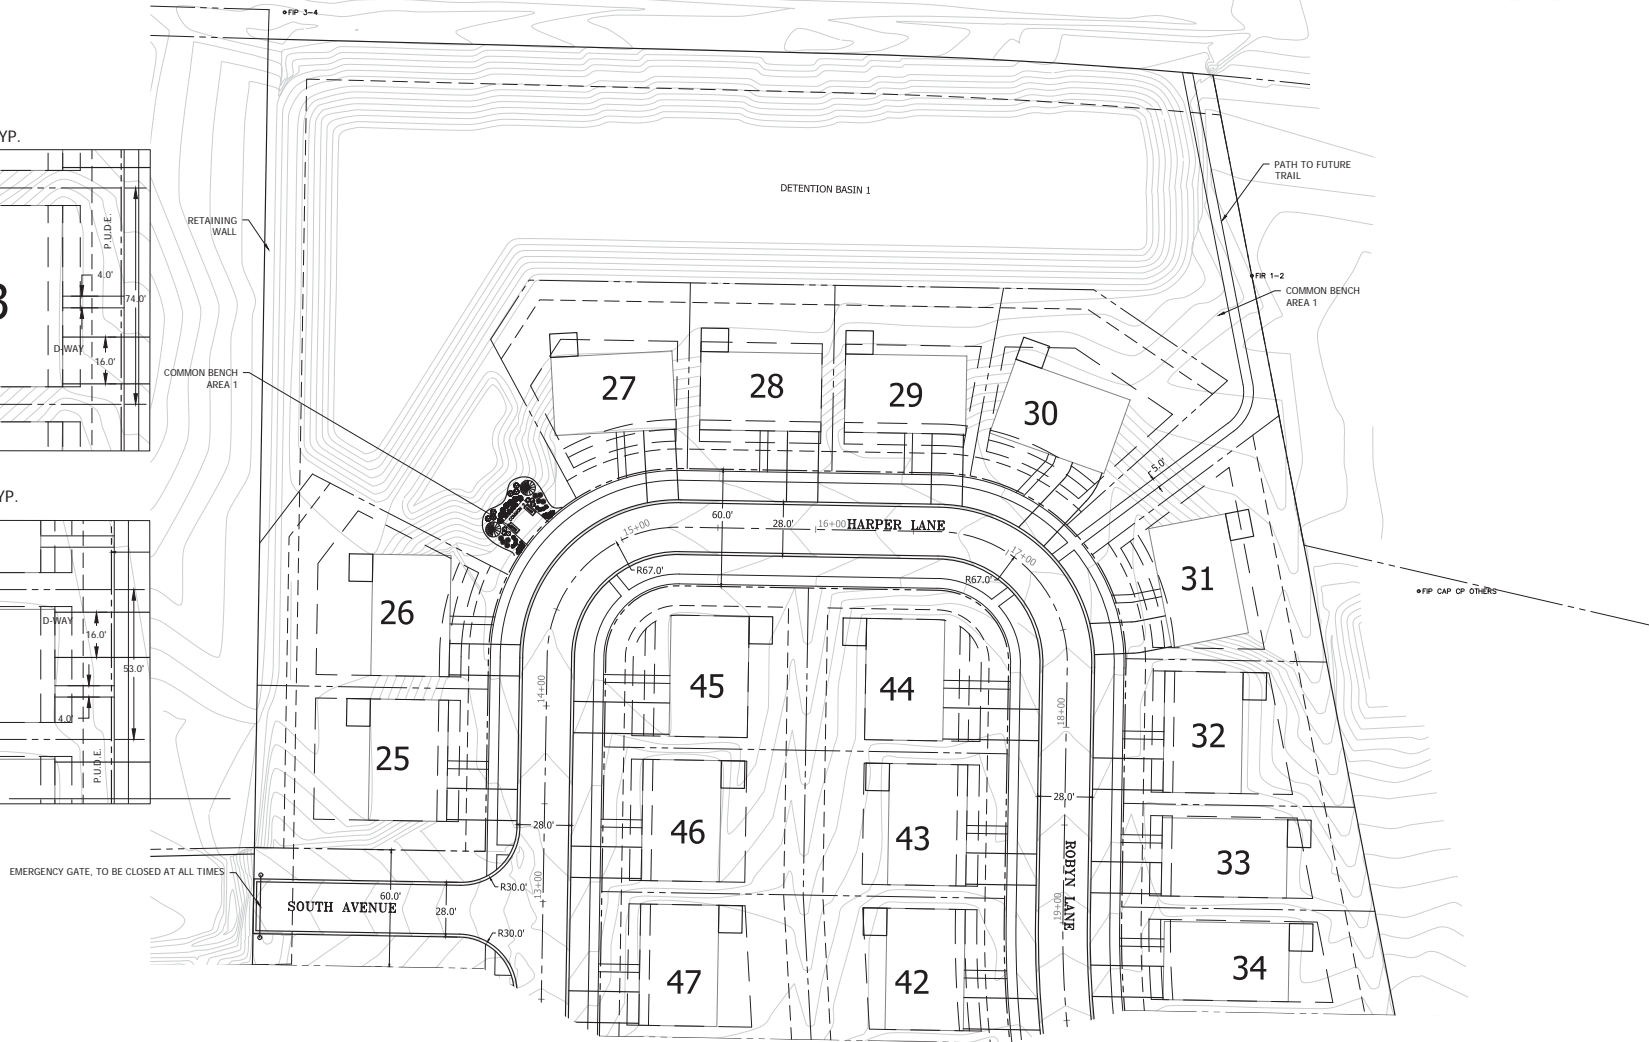 FIP 3-4
YP.
PATH TO FUTURE
TRAIL
DETENTION BASIN 1
RETAINING
WALL
P.U.D.E.
4.0'
74.0'
3
D-WAY
16.0'
FIR 1-2
COMMON BENCH
AREA 1
COMMON BENCH
AREA 1
27
28
29
30
5.0'
YP.
15+00
60.0'
28.0'
16+00
HARPER LANE
17+00
R67.0'
R67.0'
31
FIP CAP CP OTHERS
26
D-WAY
16.0'
53.0'
4.0'
P.U.D.E.
14+00
45
44
18+00
32
25
28.0'
28.0'
46
43
ROBYN LANE
33
EMERGENCY GATE, TO BE CLOSED AT ALL TIMES
R30.0'
13+00
60.0'
28.0'
SOUTH AVENUE
19+00
R30.0'
47
42
34